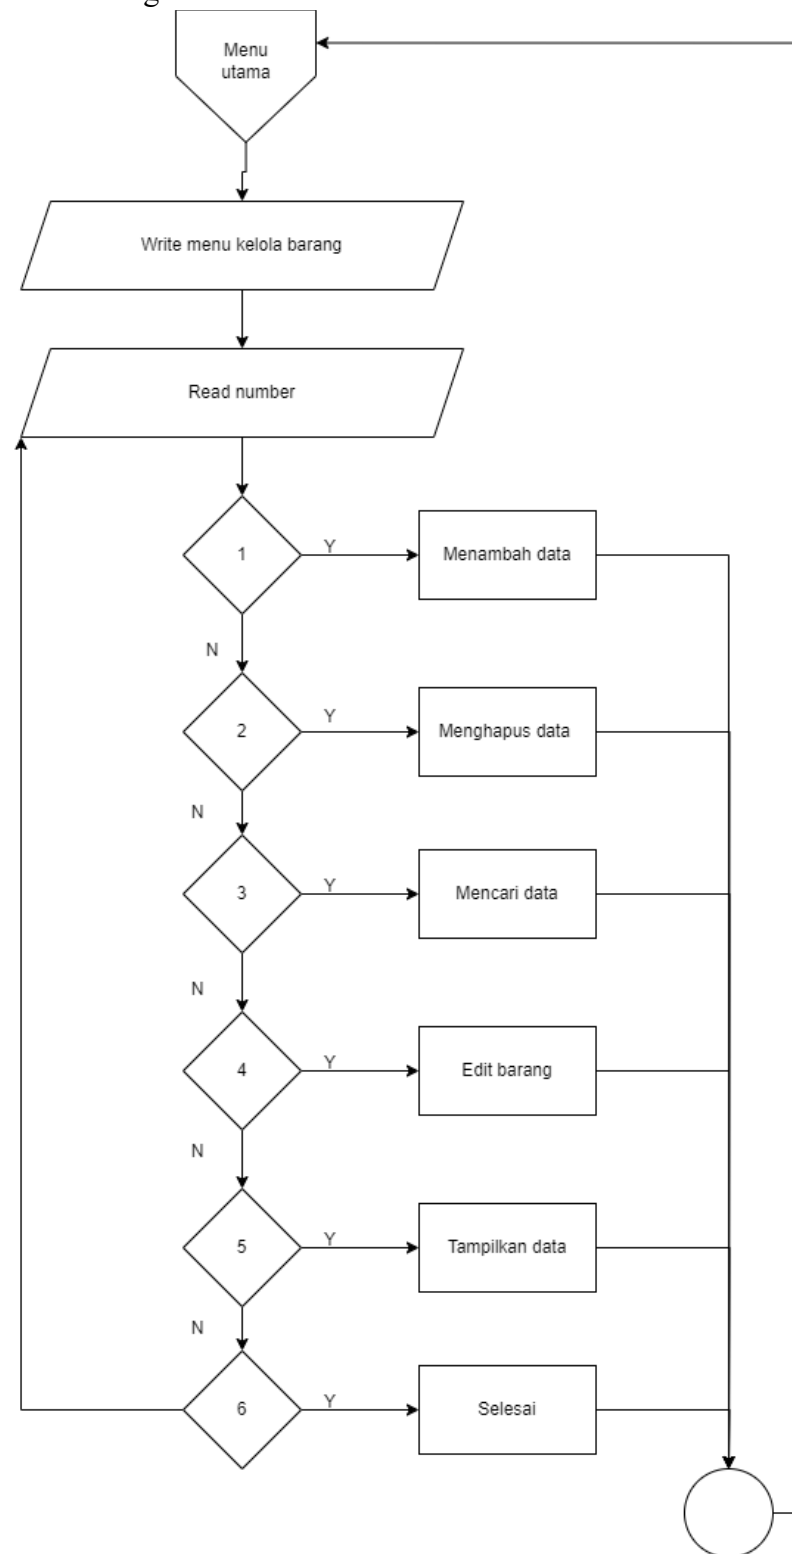 Menu
utama
Write menu kelola barang
Read number
1
Y
Menambah data
N
2
Y
Menghapus data
N
3
Y
Mencari data
N
4
Y
Edit barang
N
5
Y
Tampilkan data
N
6
Y
Selesai